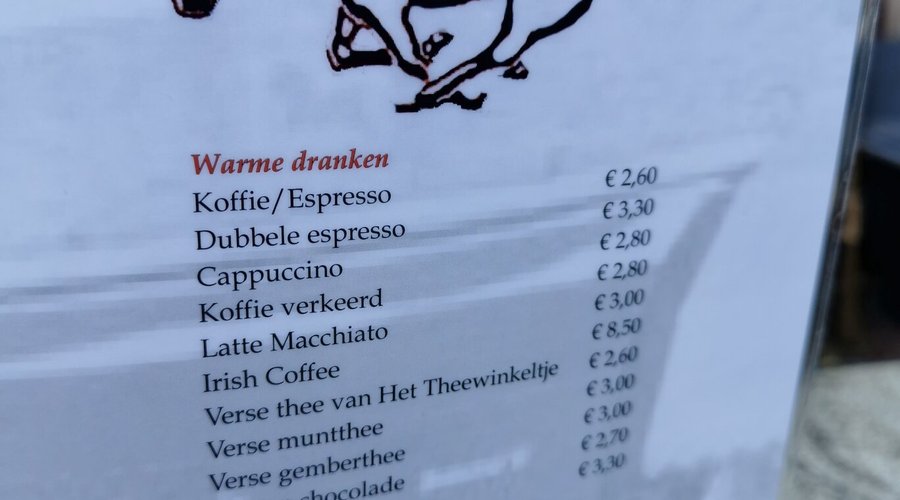 Warme dranken
Koffie/Espresso € 2,60
Dubbele espresso € 3,30
Cappuccino € 2,80
Koffie verkeerd € 2,80
Latte Macchiato € 3,00
Irish Coffee € 8,50
Verse thee van Het Theewinkeltje € 2,60
Verse muntthee € 3,00
Verse gemberthee € 3,00
chocolade € 2,70
€ 3,30